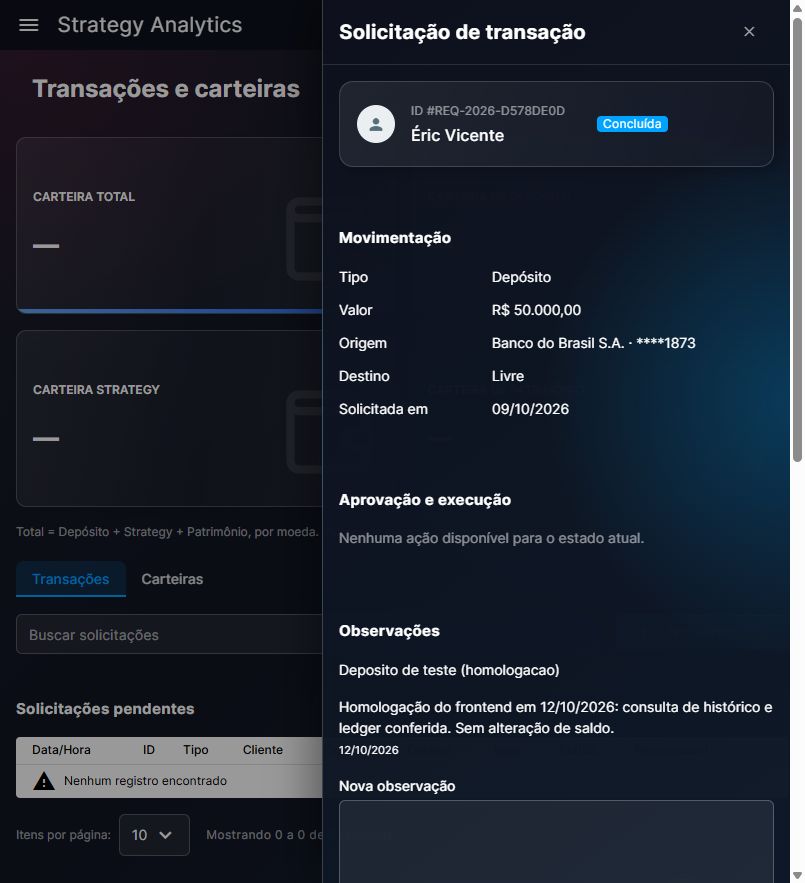 Strategy Analytics
Transações e carteiras
CARTEIRA TOTAL
—
CARTEIRA STRATEGY
—
Total = Depósito + Strategy + Patrimônio, por moeda.
Transações
Carteiras
Buscar solicitações
Solicitações pendentes
Data/Hora ID Tipo Cliente
Nenhum registro encontrado
Itens por página: 10 Mostrando 0 a 0 de
Solicitação de transação
ID #REQ-2026-D578DE0D
Éric Vicente
Concluída
Movimentação
Tipo Depósito
Valor R$ 50.000,00
Origem Banco do Brasil S.A. · ****1873
Destino Livre
Solicitada em 09/10/2026
Aprovação e execução
Nenhuma ação disponível para o estado atual.
Observações
Deposito de teste (homologacao)
Homologação do frontend em 12/10/2026: consulta de histórico e
ledger conferida. Sem alteração de saldo.
12/10/2026
Nova observação